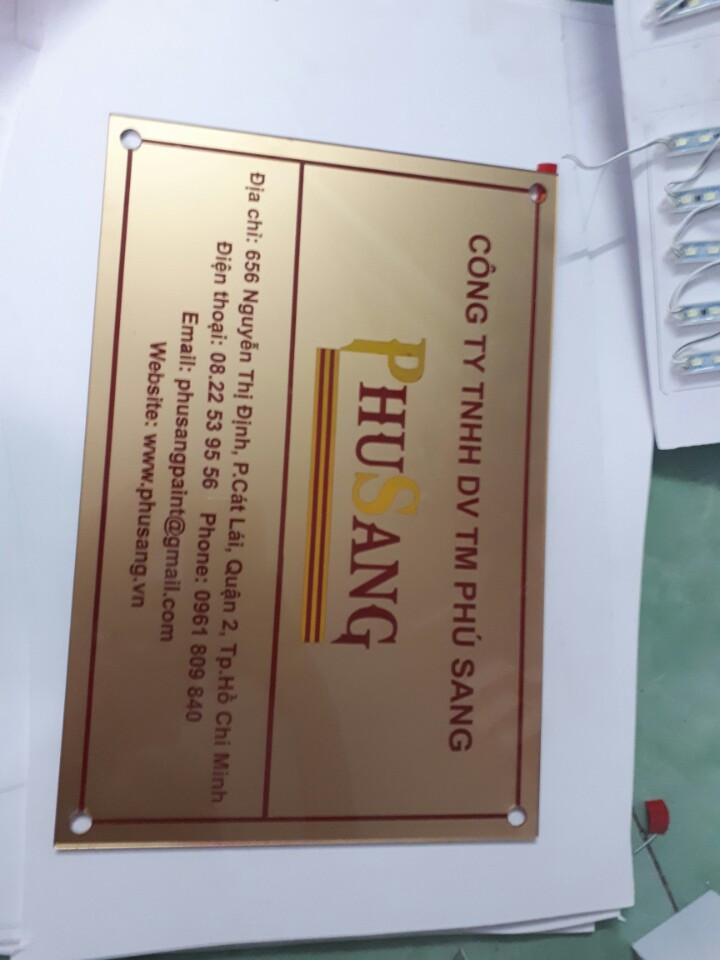 CÔNG TY TNHH DV TM PHÚ SANG
PHUSANG
Địa chỉ: 656 Nguyễn Thị Định, P.Cát Lái, Quận 2, Tp.Hồ Chí Minh
Điện thoại: 08.22 53 95 56 Phone: 0961 809 840
Email: phusangpaint@gmail.com
Website: www.phusang.vn